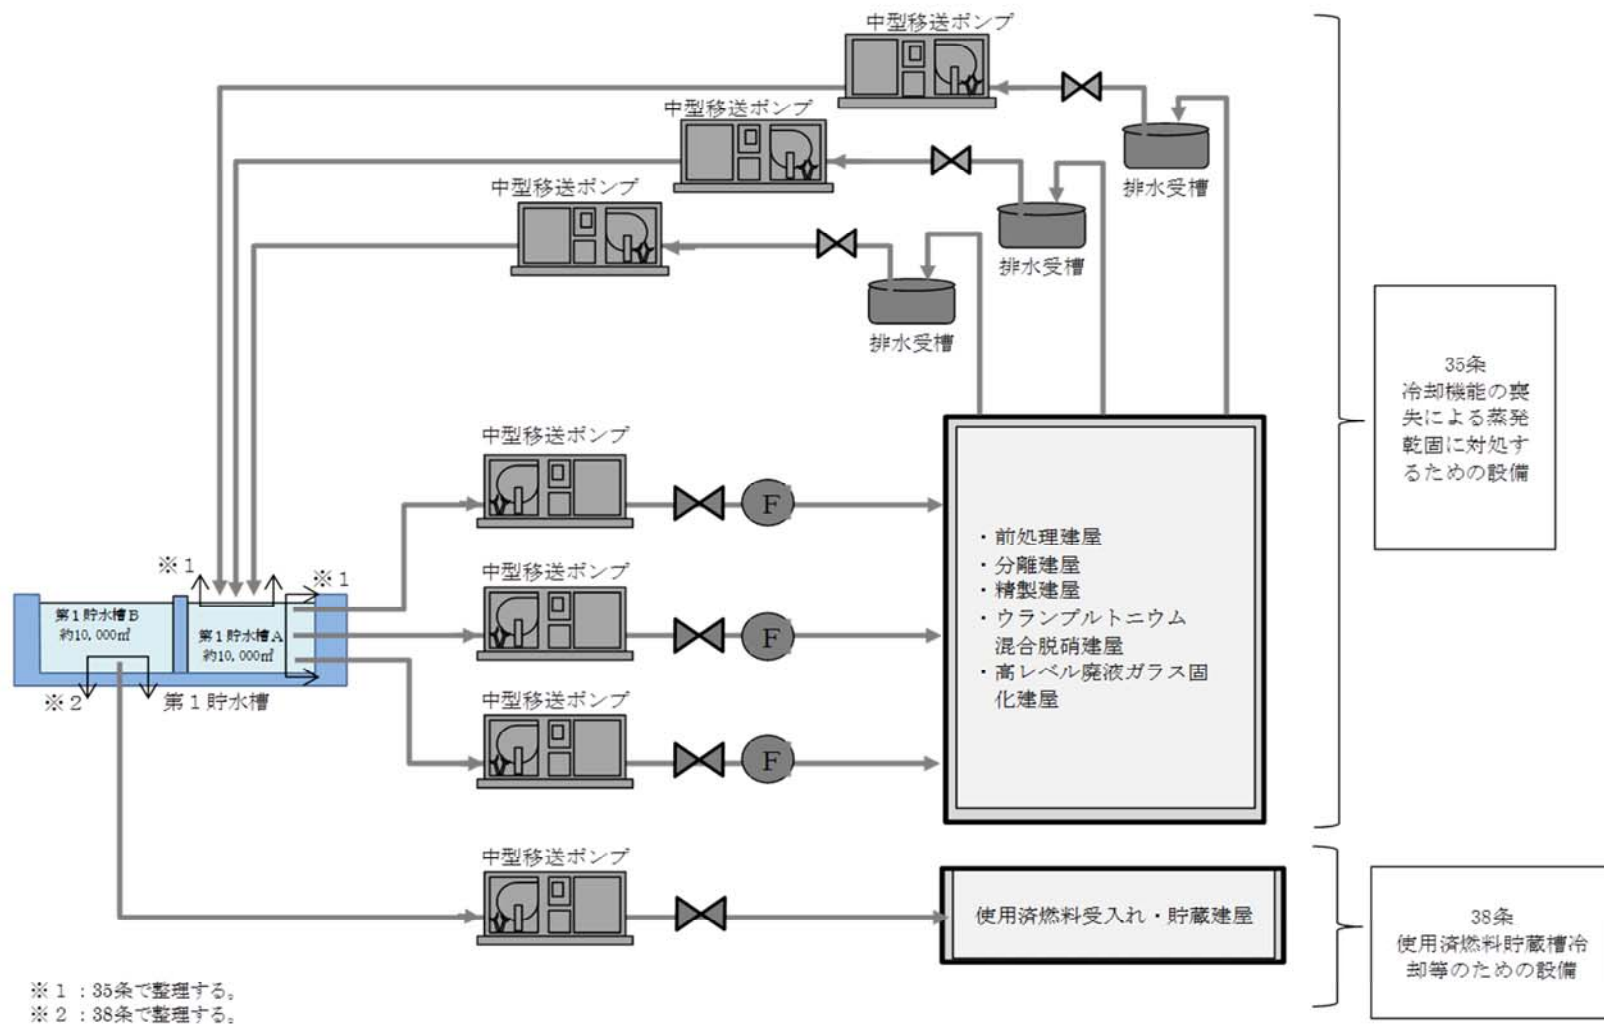 中型移送ポンプ
中型移送ポンプ
中型移送ポンプ
排水受槽
排水受槽
排水受槽
35条
冷却機能の喪
失による蒸発
乾固に対処す
るための設備
中型移送ポンプ
F
・前処理建屋
・分離建屋
・精製建屋
・ウランプルトニウム
混合脱硝建屋
・高レベル廃液ガラス固
化建屋
※1
※1
中型移送ポンプ
F
第1貯水槽B
約10,000㎥
第1貯水槽A
約10,000㎥
※2
第1貯水槽
中型移送ポンプ
F
中型移送ポンプ
使用済燃料受入れ・貯蔵建屋
38条
使用済燃料貯蔵槽冷
却等のための設備
※1：35条で整理する。
※2：38条で整理する。